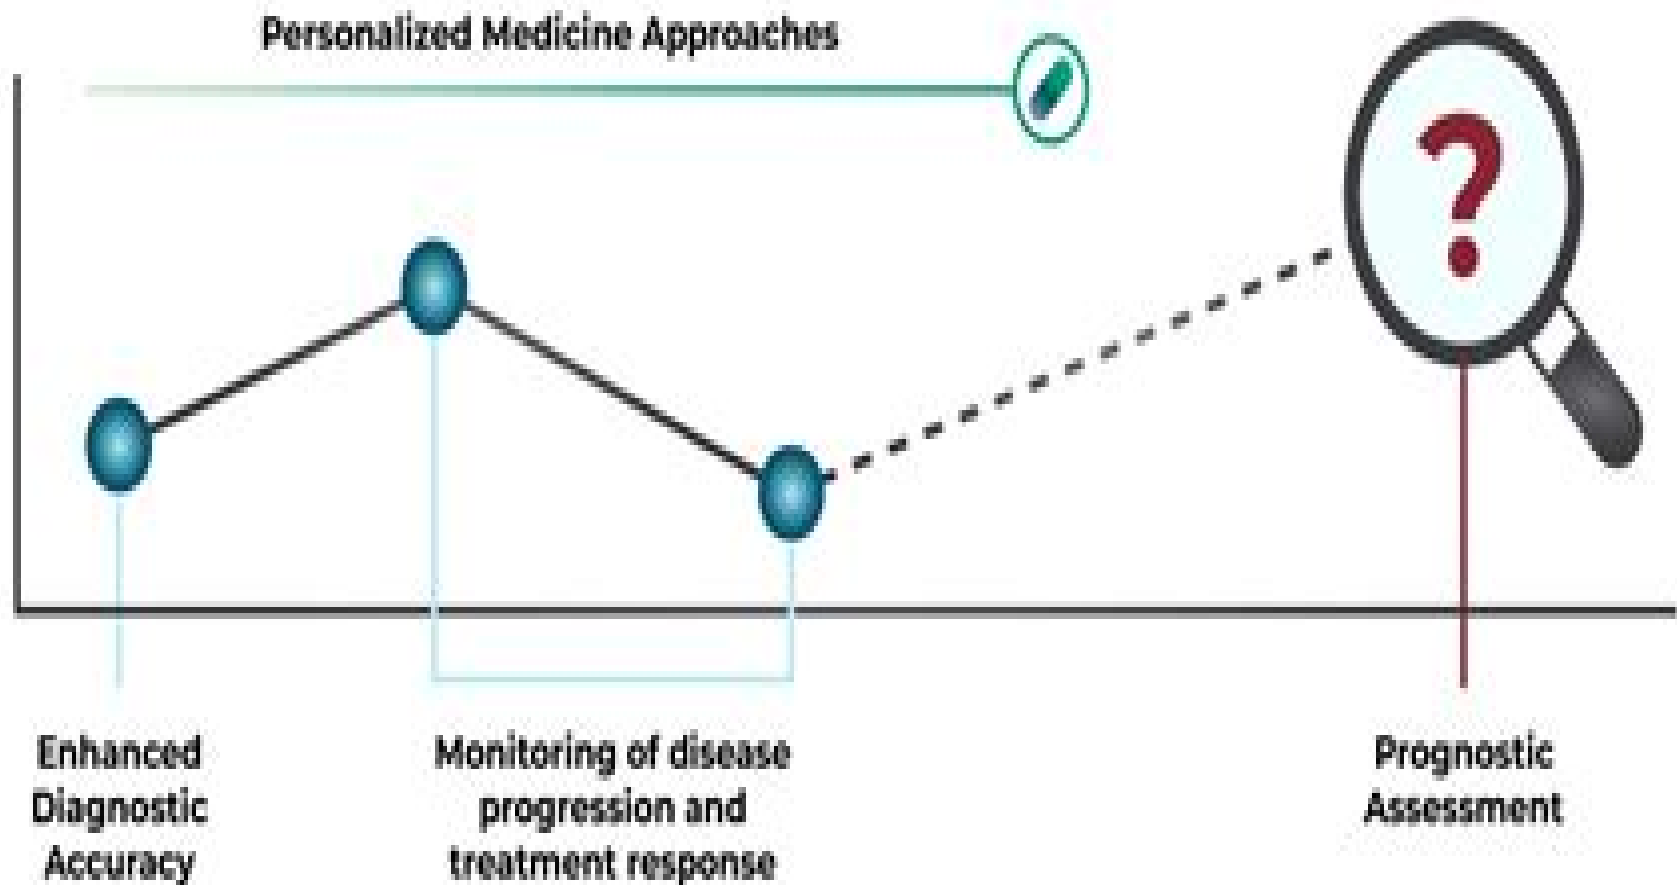 Personalized Medicine Approaches
?
Enhanced
Diagnostic
Accuracy
Monitoring of disease
progression and
treatment response
Prognostic
Assessment